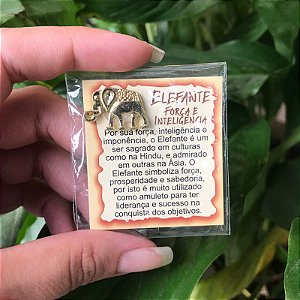 ELEFANTE
FORÇA E
INTELIGÊNCIA
Por sua força, inteligência e
imponência, o Elefante é um
ser sagrado em culturas
como na Hindu, e admirado
em outras na Ásia. O
Elefante simboliza força,
prosperidade e sabedoria,
por isto é muito utilizado
como amuleto para ter
liderança e sucesso na
conquista dos objetivos.